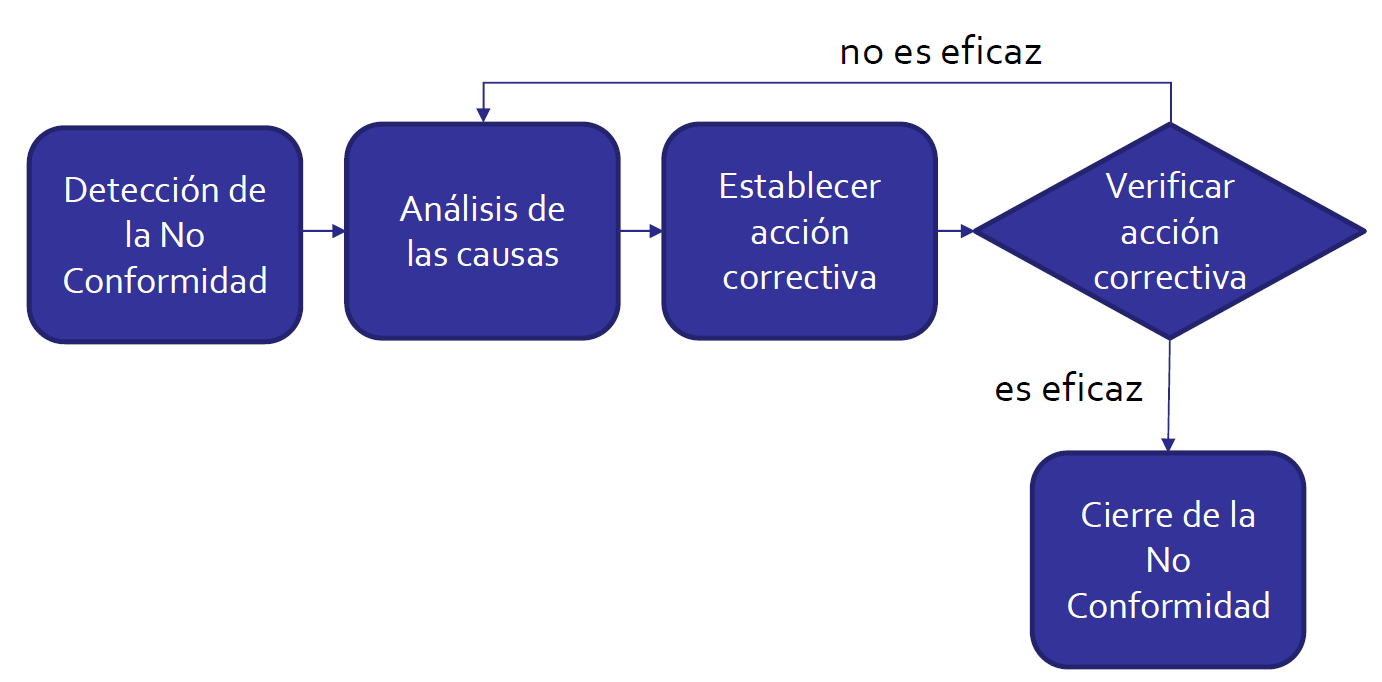 no es eficaz
Detección de
la No
Conformidad
Análisis de
las causas
Establecer
acción
correctiva
Verificar
acción
correctiva
es eficaz
Cierre de la
No
Conformidad